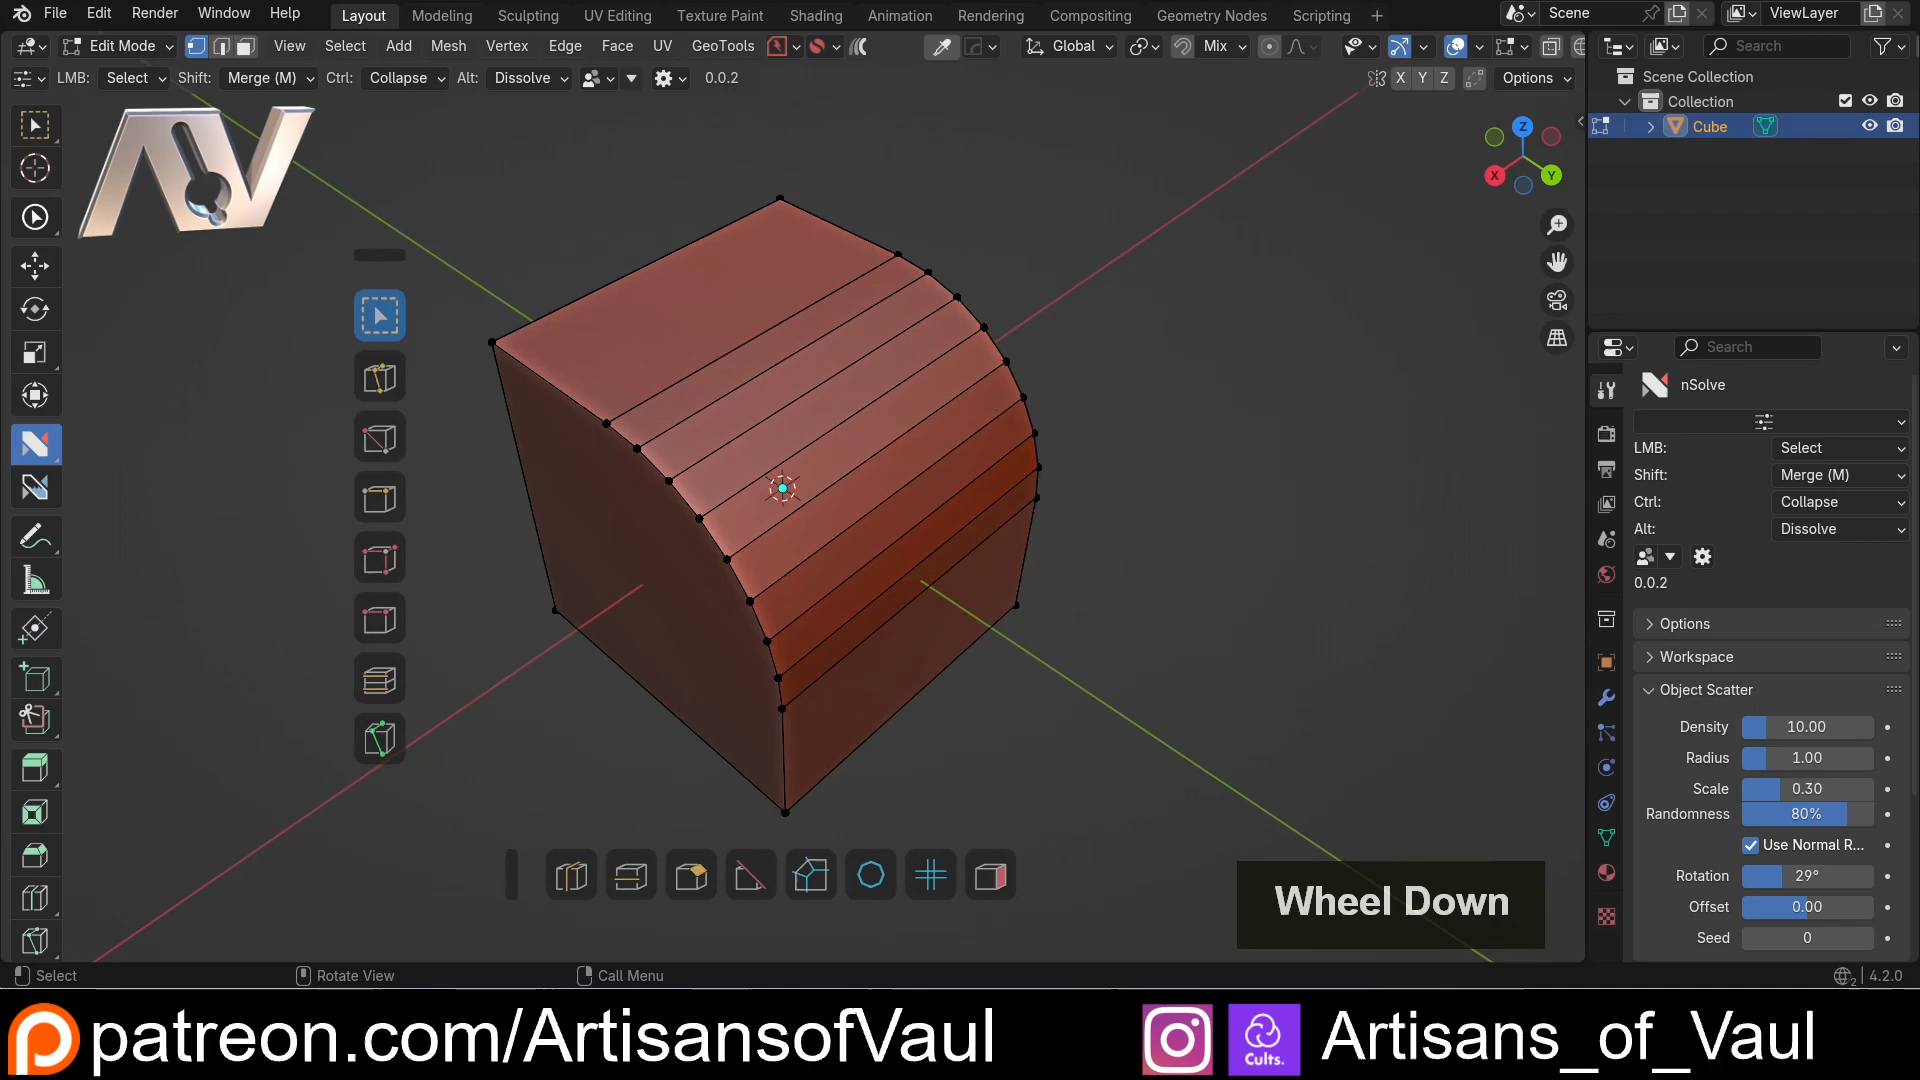 File Edit Render Window Help Layout Modeling Sculpting UV Editing Texture Paint Shading Animation Rendering Compositing Geometry Nodes Scripting + Scene ViewLayer
Edit Mode View Select Add Mesh Vertex Edge Face UV GeoTools Global Mix Search
LMB: Select Shift: Merge (M) Ctrl: Collapse Alt: Dissolve 0.0.2 X Y Z Options
Scene Collection
Collection
Cube
Z
X
Y
Search
nSolve
LMB: Select
Shift: Merge (M)
Ctrl: Collapse
Alt: Dissolve
0.0.2
Options
Workspace
Object Scatter
Density 10.00
Radius 1.00
Scale 0.30
Randomness 80%
Use Normal R...
Rotation 29°
Offset 0.00
Seed 0
Wheel Down
Select Rotate View Call Menu 2 4.2.0
patreon.com/ArtisansofVaul Cults. Artisans_of_Vaul